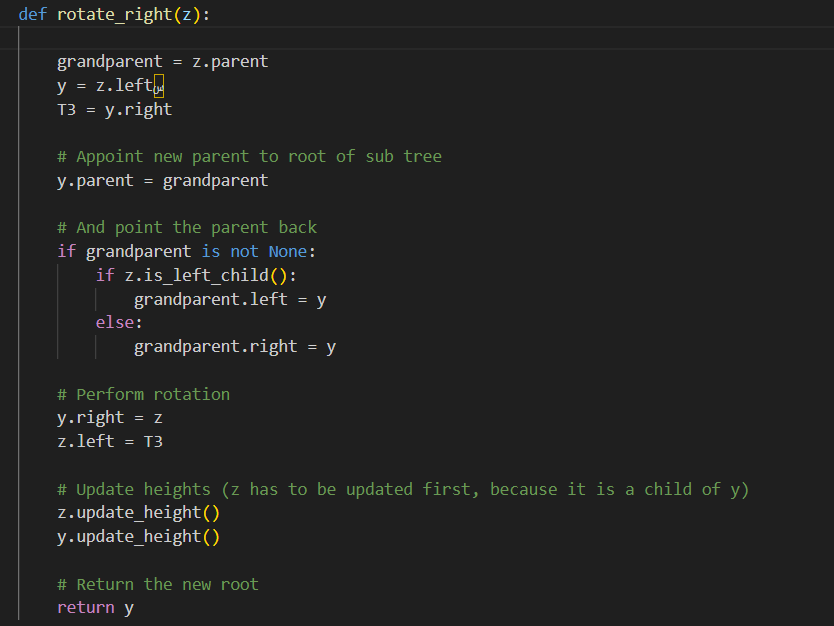 def rotate_right(z):
grandparent = z.parent
y = z.left
T3 = y.right
# Appoint new parent to root of sub tree
y.parent = grandparent
# And point the parent back
if grandparent is not None:
if z.is_left_child():
grandparent.left = y
else:
grandparent.right = y
# Perform rotation
y.right = z
z.left = T3
# Update heights (z has to be updated first, because it is a child of y)
z.update_height()
y.update_height()
# Return the new root
return y